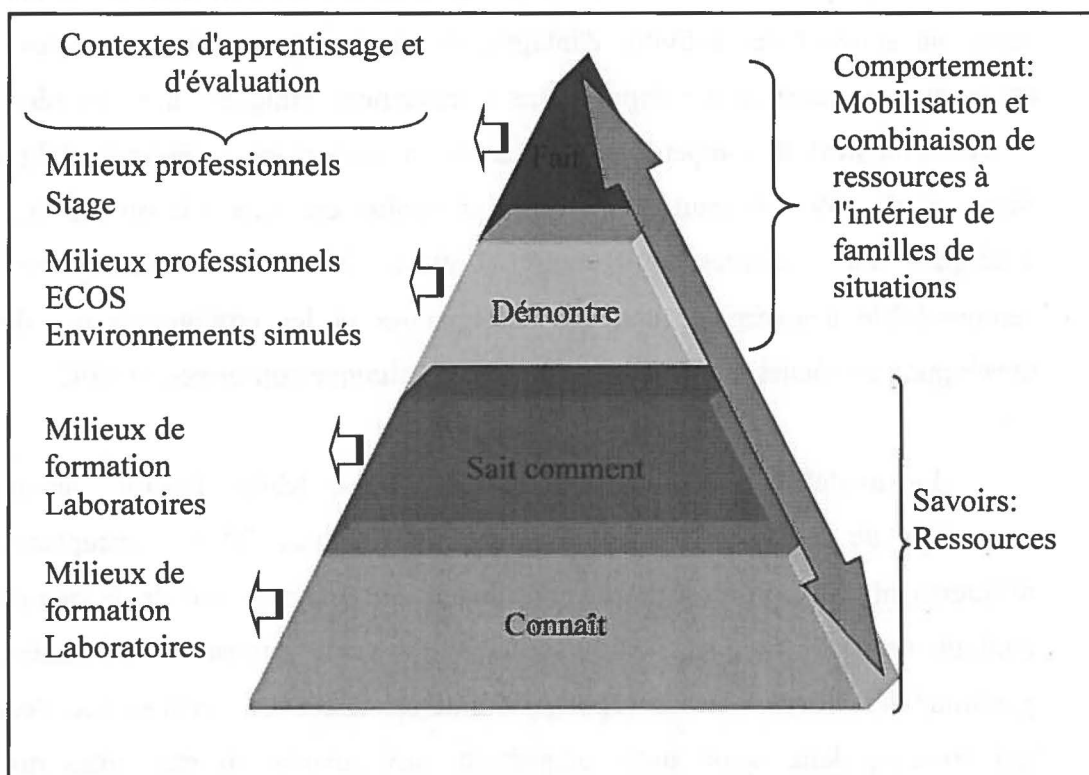 Contextes d'apprentissage et
d'évaluation
Milieux professionnels
Stage
Milieux professionnels
ECOS
Environnements simulés
Milieux de
formation
Laboratoires
Milieux de
formation
Laboratoires
Fait
Démontre
Sait comment
Connaît
Comportement:
Mobilisation et
combinaison de
ressources à
l'intérieur de
familles de
situations
Savoirs:
Ressources